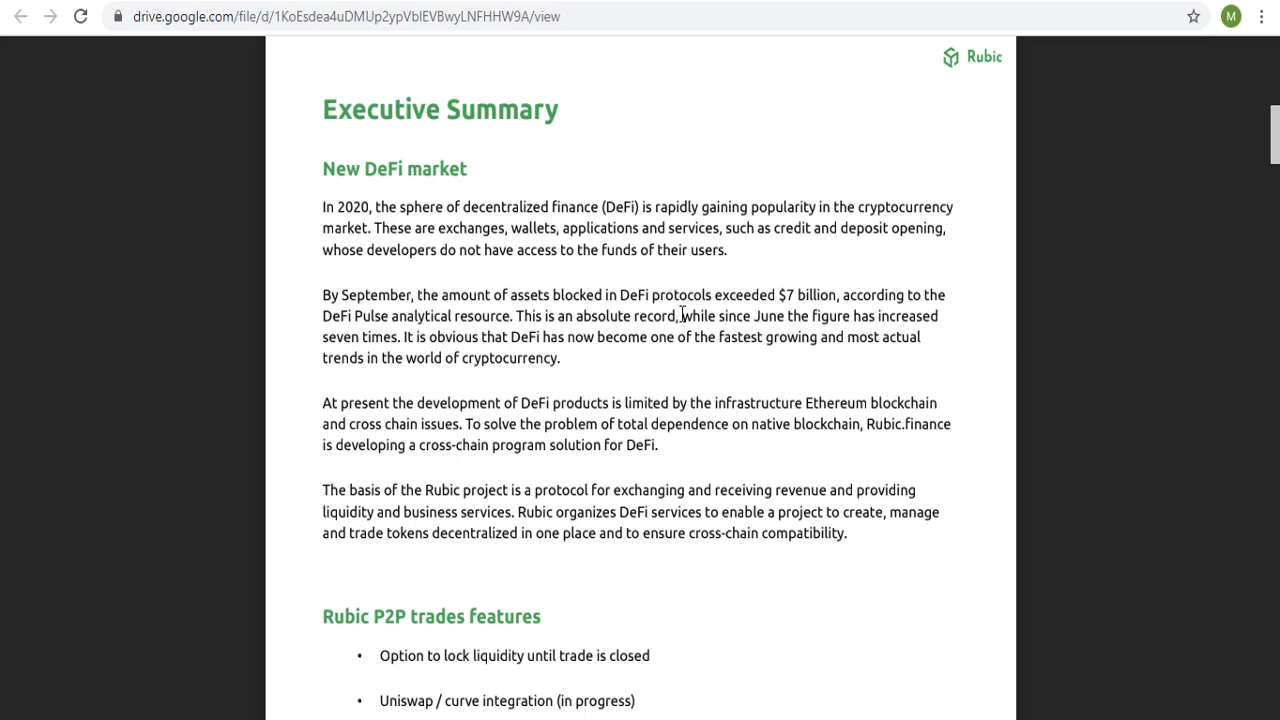 drive.google.com/file/d/1KoEsdea4uDMUp2ypVblEVBwyLNFHHW9A/view
M
Rubic
Executive Summary
New DeFi market
In 2020, the sphere of decentralized finance (DeFi) is rapidly gaining popularity in the cryptocurrency
market. These are exchanges, wallets, applications and services, such as credit and deposit opening,
whose developers do not have access to the funds of their users.
By September, the amount of assets blocked in DeFi protocols exceeded $7 billion, according to the
DeFi Pulse analytical resource. This is an absolute record, while since June the figure has increased
seven times. It is obvious that DeFi has now become one of the fastest growing and most actual
trends in the world of cryptocurrency.
At present the development of DeFi products is limited by the infrastructure Ethereum blockchain
and cross chain issues. To solve the problem of total dependence on native blockchain, Rubic.finance
is developing a cross-chain program solution for DeFi.
The basis of the Rubic project is a protocol for exchanging and receiving revenue and providing
liquidity and business services. Rubic organizes DeFi services to enable a project to create, manage
and trade tokens decentralized in one place and to ensure cross-chain compatibility.
Rubic P2P trades features
• Option to lock liquidity until trade is closed
• Uniswap / curve integration (in progress)